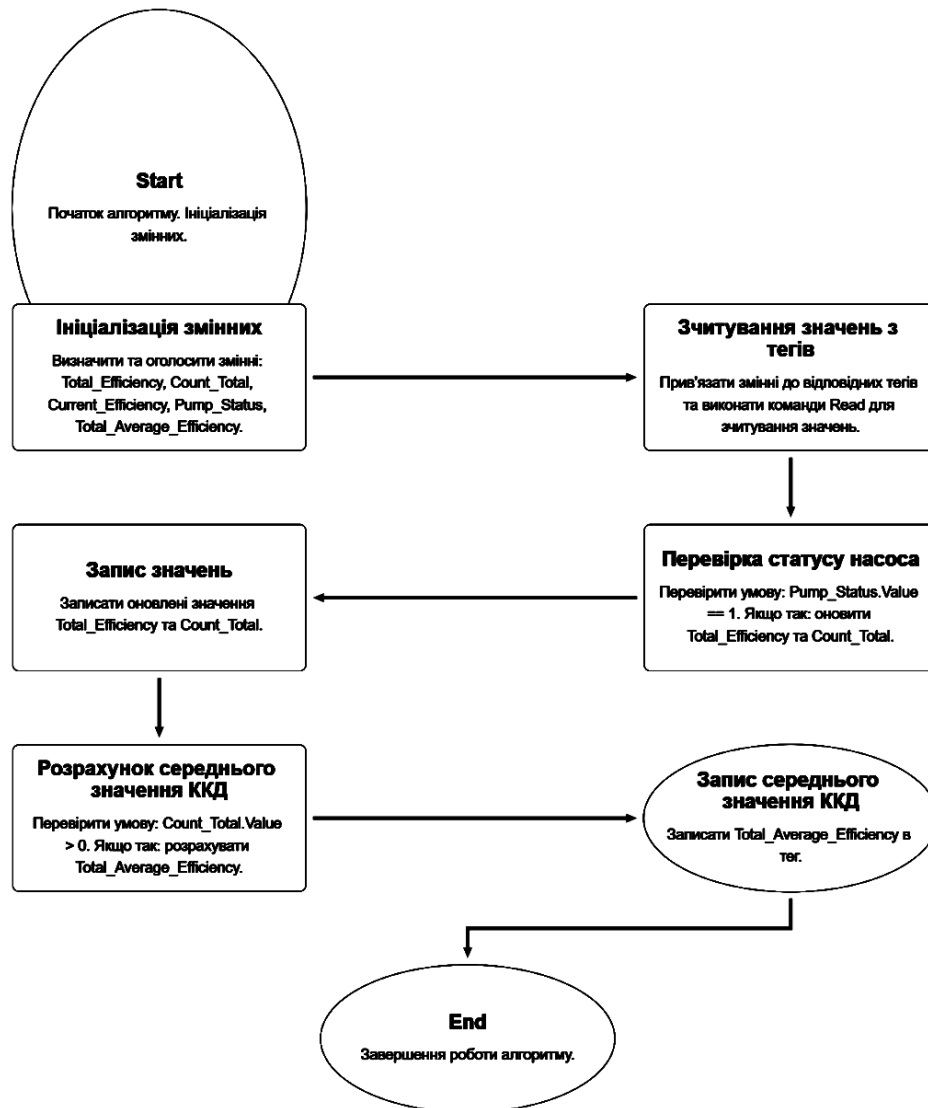 Start
Початок алгоритму. Ініціалізація
змінних.
Ініціалізація змінних
Визначити та оголосити змінні:
Total_Efficiency, Count_Total,
Current_Efficiency, Pump_Status,
Total_Average_Efficiency.
Зчитування значень з
тегів
Прив'язати змінні до відповідних тегів
та виконати команди Read для
зчитування значень.
Перевірка статусу насоса
Перевірити умову: Pump_Status.Value
== 1. Якщо так: оновити
Total_Efficiency та Count_Total.
Запис значень
Записати оновлені значення
Total_Efficiency та Count_Total.
Розрахунок середнього
значення ККД
Перевірити умову: Count_Total.Value
> 0. Якщо так: розрахувати
Total_Average_Efficiency.
Запис середнього
значення ККД
Записати Total_Average_Efficiency в
тег.
End
Завершення роботи алгоритму.